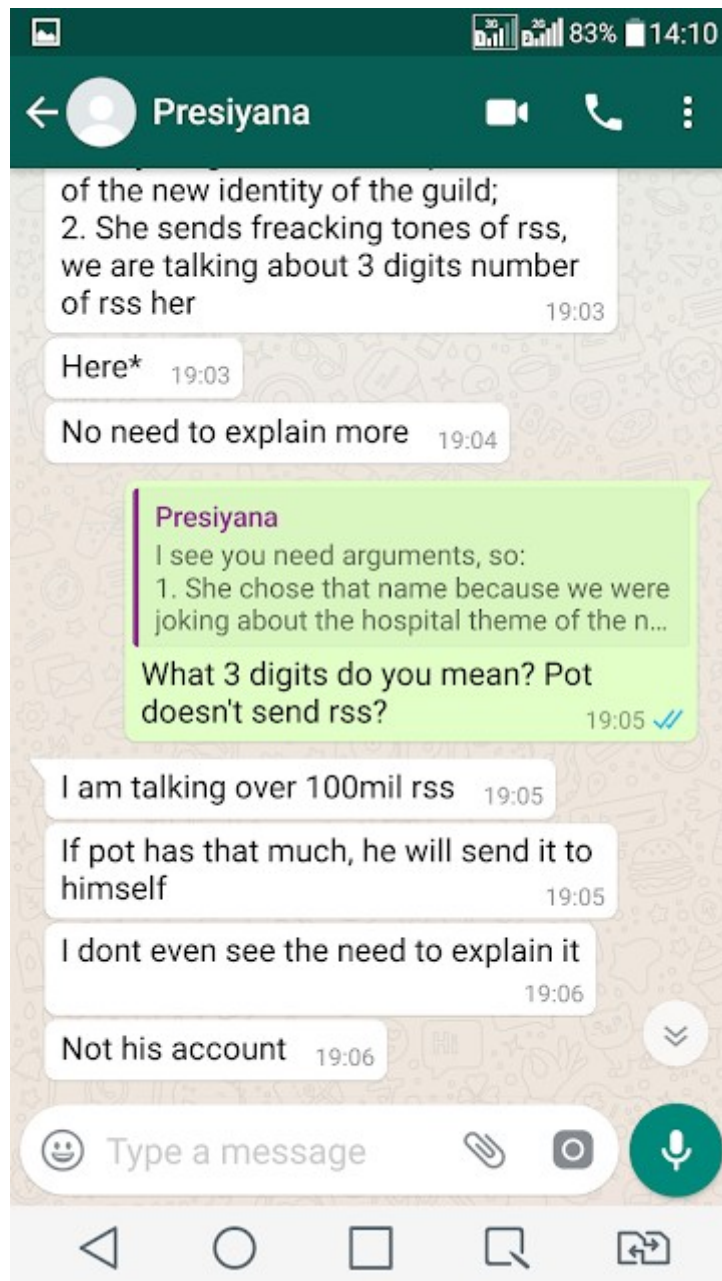 83% 14:10
Presiyana
of the new identity of the guild;
2. She sends freacking tones of rss,
we are talking about 3 digits number
of rss her
19:03
Here*
19:03
No need to explain more
19:04
Presiyana
I see you need arguments, so:
1. She chose that name because we were
joking about the hospital theme of the n...
What 3 digits do you mean? Pot
doesn't send rss?
19:05
I am talking over 100mil rss
19:05
If pot has that much, he will send it to
himself
19:05
I dont even see the need to explain it
19:06
Not his account
19:06
Type a message